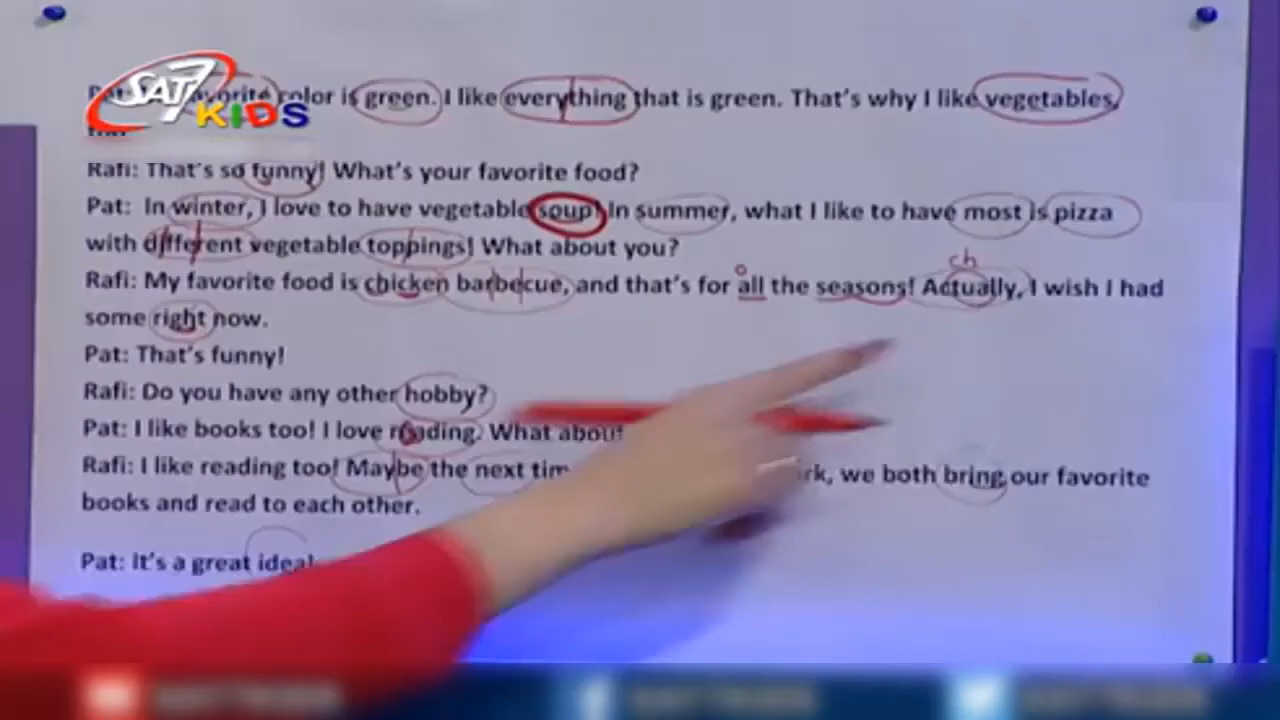 SAT7
KIDS
favorite color is green. I like everything that is green. That's why I like vegetables,
Rafi: That's so funny! What's your favorite food?
Pat: In winter, I love to have vegetable soup! In summer, what I like to have most is pizza
with different vegetable toppings! What about you?
ch
Rafi: My favorite food is chicken barbecue, and that's for all the seasons! Actually, I wish I had
some right now.
Pat: That's funny!
Rafi: Do you have any other hobby?
Pat: I like books too! I love reading. What about
Rafi: I like reading too! Maybe the next we both bring our favorite
books and read to each other.
Pat: It's a great idea!